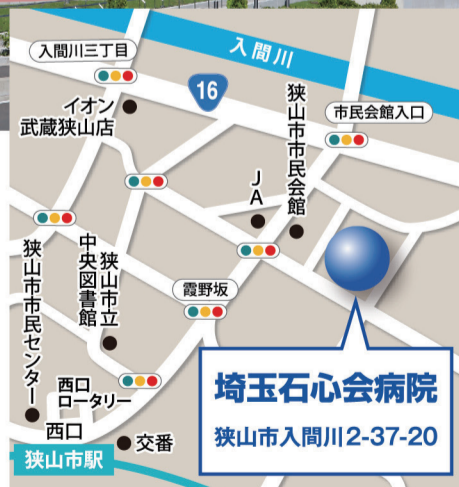 入間川三丁目
入間川
16
イオン
武蔵狭山店
狭山市市民会館
市民会館入口
JA
狭山市市民センター
狭山市立
中央図書館
霞野坂
西口
ロータリー
西口
交番
狭山市駅
埼玉石心会病院
狭山市入間川2-37-20